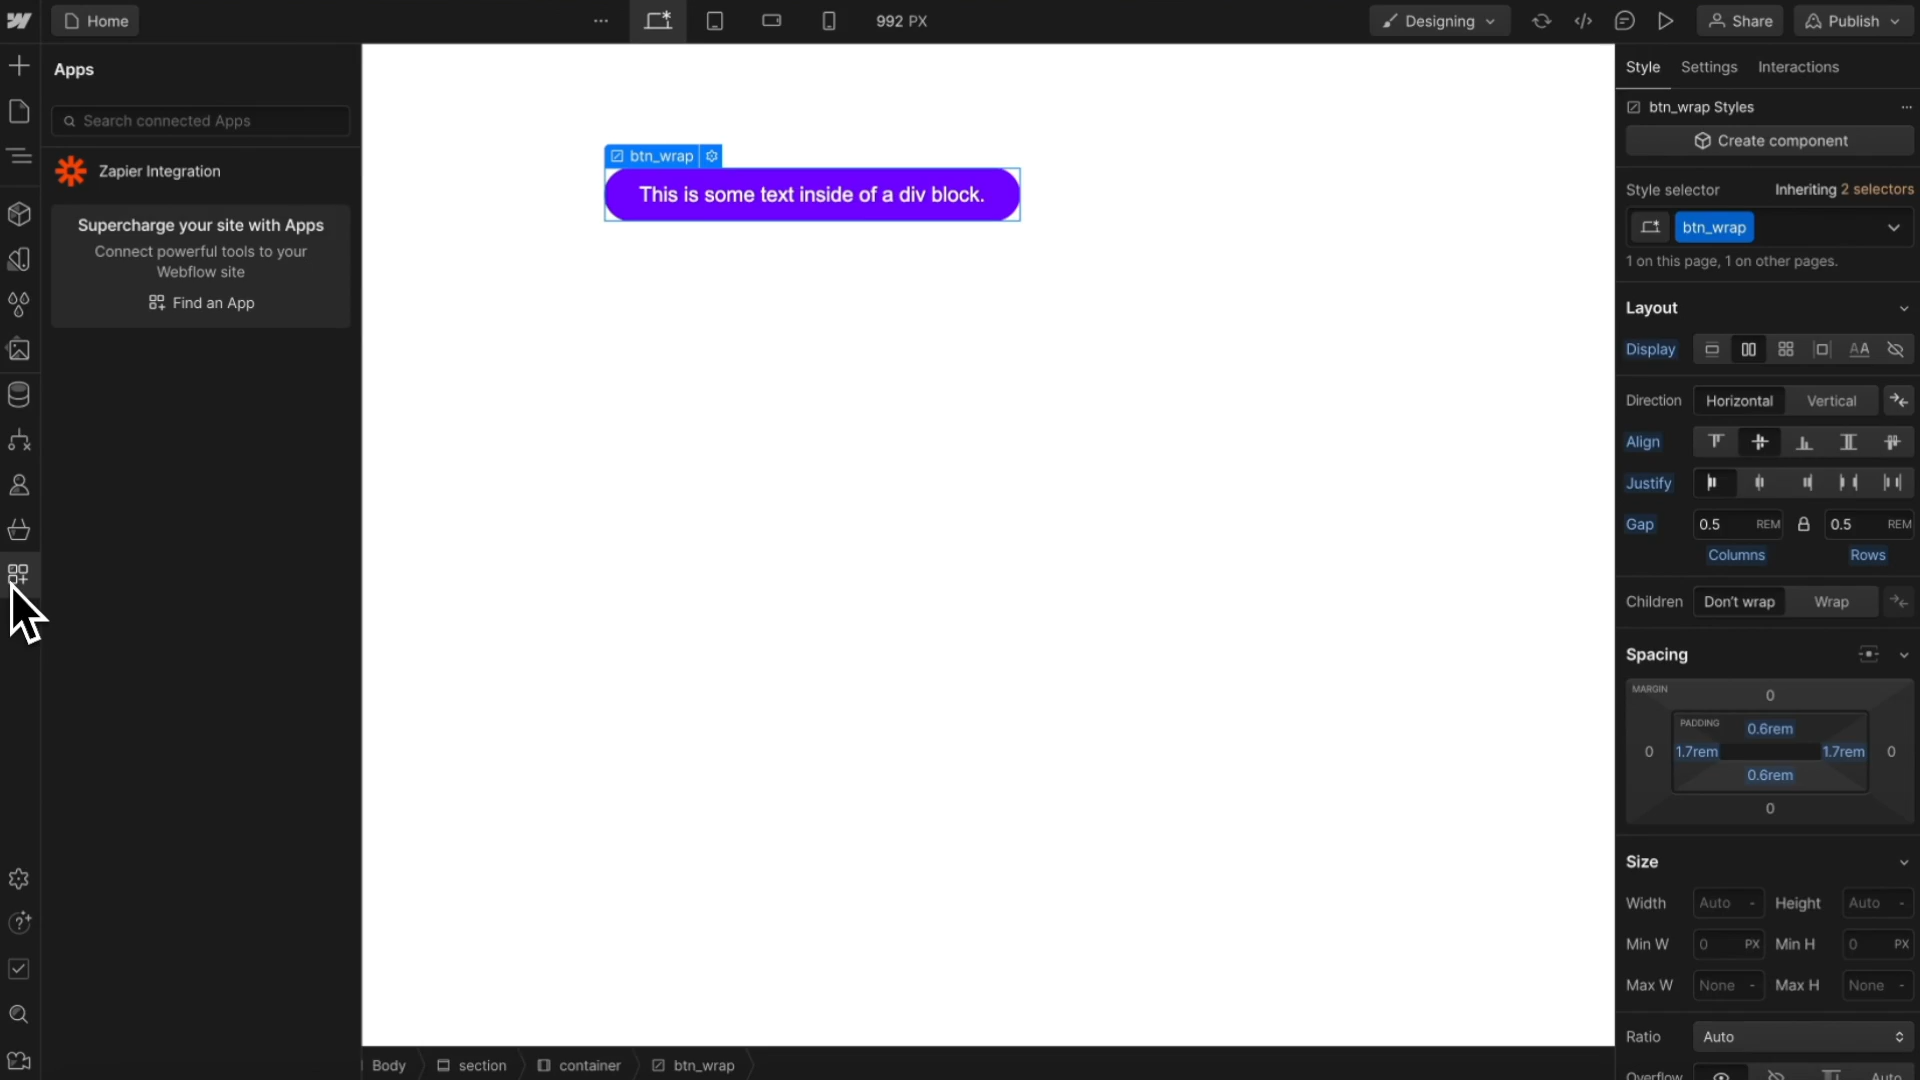 Home
992 PX
Designing
Share
Publish
Apps
Search connected Apps
Zapier Integration
Supercharge your site with Apps
Connect powerful tools to your
Webflow site
Find an App
btn_wrap
This is some text inside of a div block.
Body
section
container
btn_wrap
Style
Settings
Interactions
btn_wrap Styles
Create component
Style selector
Inheriting 2 selectors
btn_wrap
1 on this page, 1 on other pages.
Layout
Display
AA
Direction
Horizontal
Vertical
Align
Justify
Gap
0.5 REM
0.5 REM
Columns
Rows
Children
Don't wrap
Wrap
Spacing
MARGIN
0
PADDING
0.6rem
0
1.7rem
1.7rem
0
0.6rem
0
Size
Width
Auto -
Height
Auto -
Min W
0 PX
Min H
0 PX
Max W
None -
Max H
None -
Ratio
Auto
Overflow
Auto